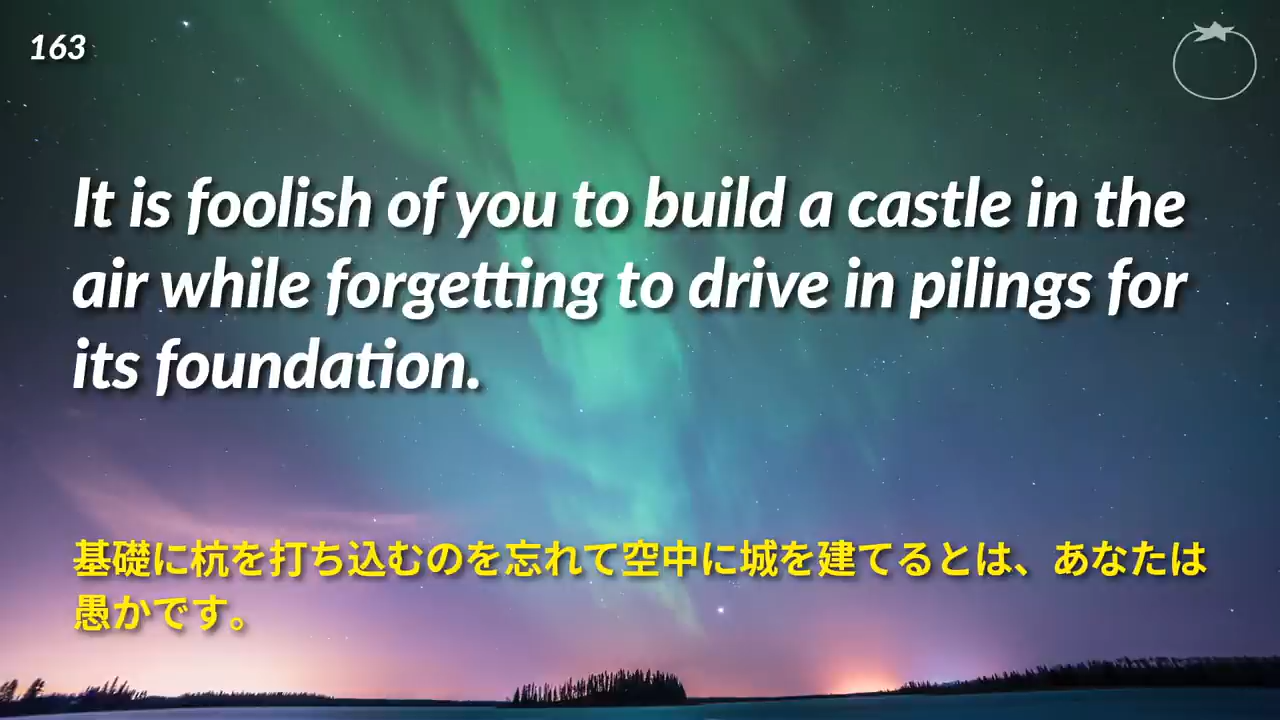 163
It is foolish of you to build a castle in the
air while forgetting to drive in pilings for
its foundation.
基礎に杭を打ち込むのを忘れて空中に城を建てるとは、あなたは
愚かです。